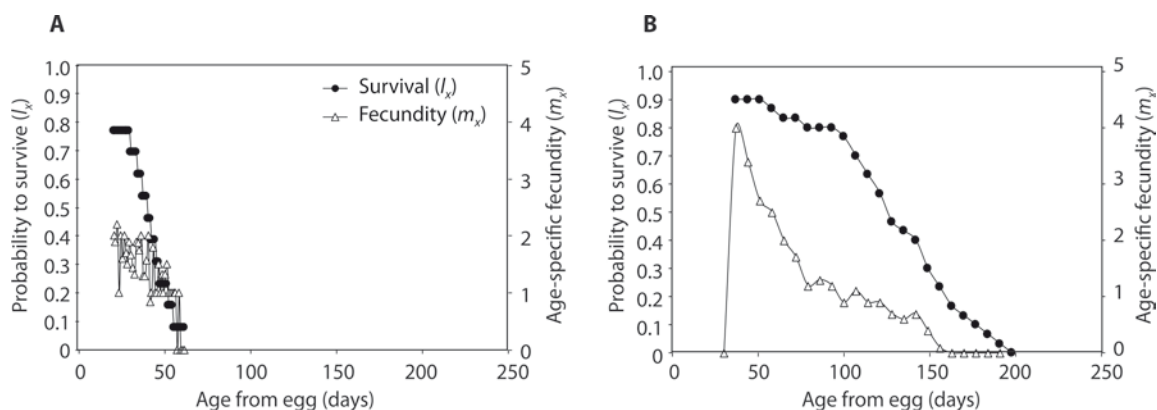 A
Probability to survive (lₓ)
1.0
0.9
0.8
0.7
0.6
0.5
0.4
0.3
0.2
0.1
0
Survival (lₓ)
Fecundity (mₓ)
5
4
3
2
1
0
Age-specific fecundity (mₓ)
0 50 100 150 200 250
Age from egg (days)
B
Probability to survive (lₓ)
1.0
0.9
0.8
0.7
0.6
0.5
0.4
0.3
0.2
0.1
0
5
4
3
2
1
0
Age-specific fecundity (mₓ)
0 50 100 150 200 250
Age from egg (days)